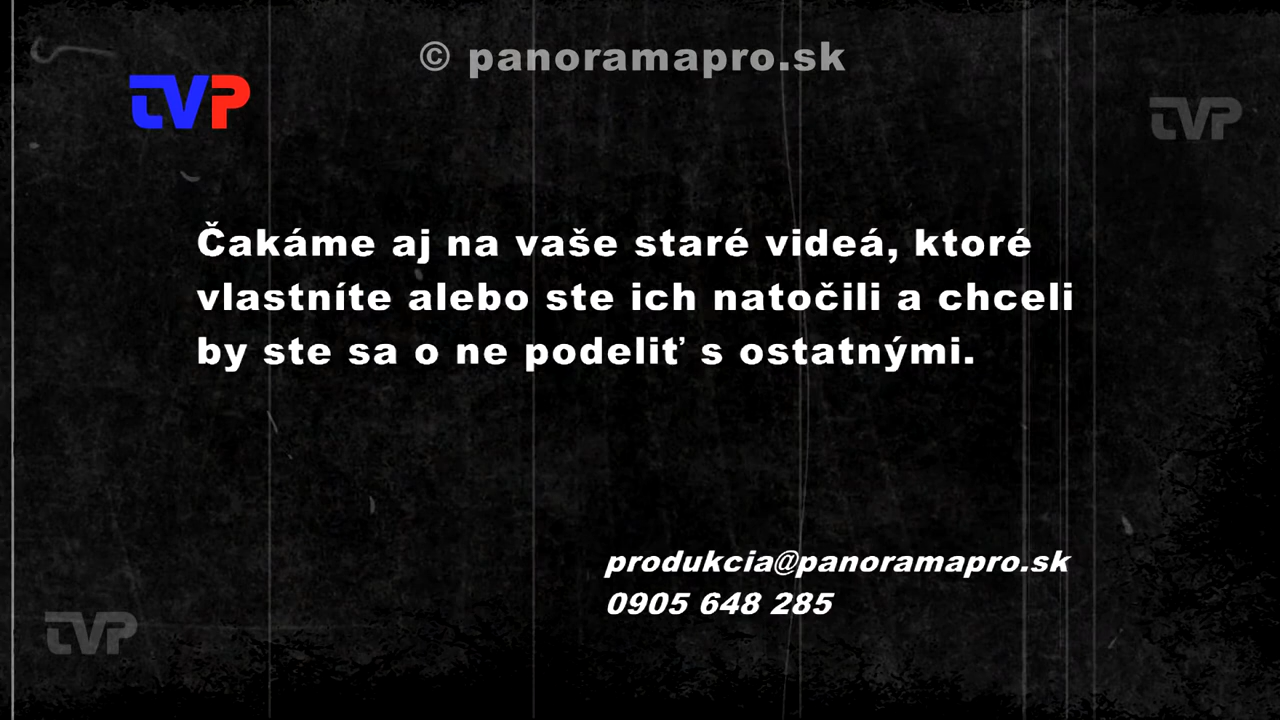 © panoramapro.sk
TVP
TVP
Čakáme aj na vaše staré videá, ktoré
vlastníte alebo ste ich natočili a chceli
by ste sa o ne podeliť s ostatnými.
produkcia@panoramapro.sk
0905 648 285
TVP